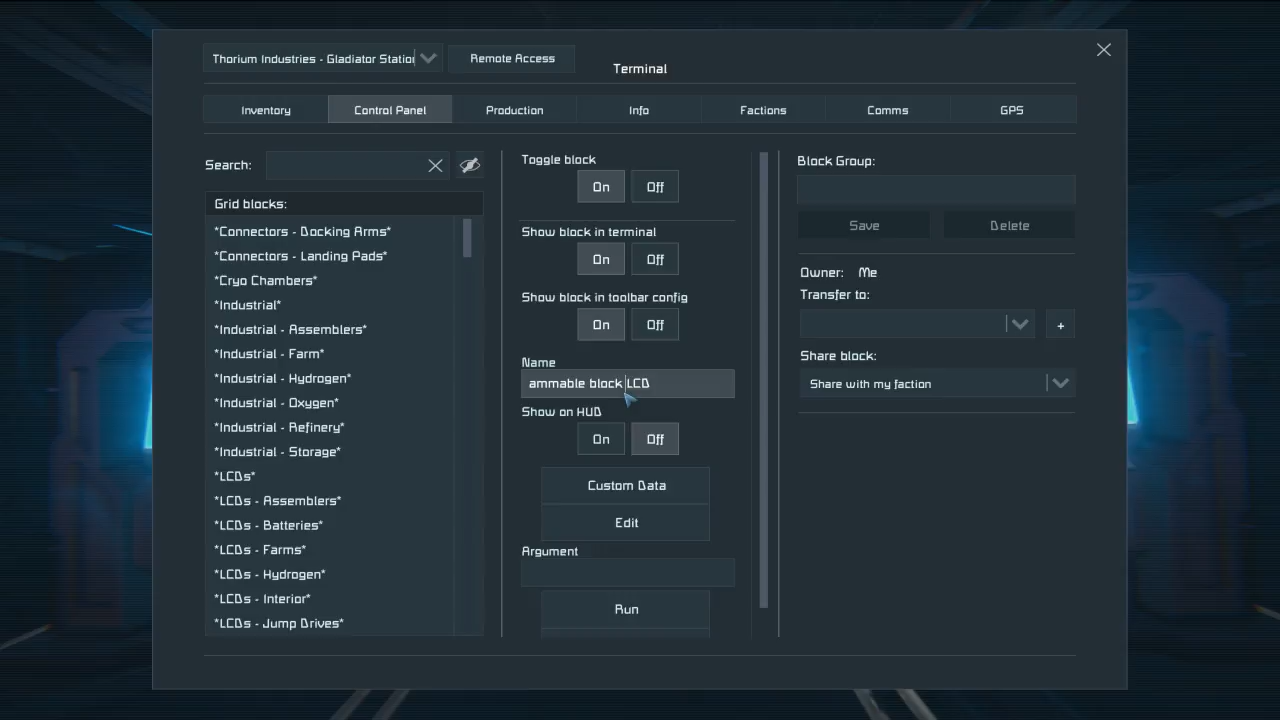 Thorium Industries - Gladiator Station
Remote Access
Terminal
Inventory
Control Panel
Production
Info
Factions
Comms
GPS
Search:
Grid blocks:
*Connectors - Docking Arms*
*Connectors - Landing Pads*
*Cryo Chambers*
*Industrial*
*Industrial - Assemblers*
*Industrial - Farm*
*Industrial - Hydrogen*
*Industrial - Oxygen*
*Industrial - Refinery*
*Industrial - Storage*
*LCDs*
*LCDs - Assemblers*
*LCDs - Batteries*
*LCDs - Farms*
*LCDs - Hydrogen*
*LCDs - Interior*
*LCDs - Jump Drives*
Toggle block
On Off
Show block in terminal
On Off
Show block in toolbar config
On Off
Name
ammable block LCD
Show on HUD
On Off
Custom Data
Edit
Argument
Run
Block Group:
Save Delete
Owner: Me
Transfer to:
+
Share block:
Share with my faction